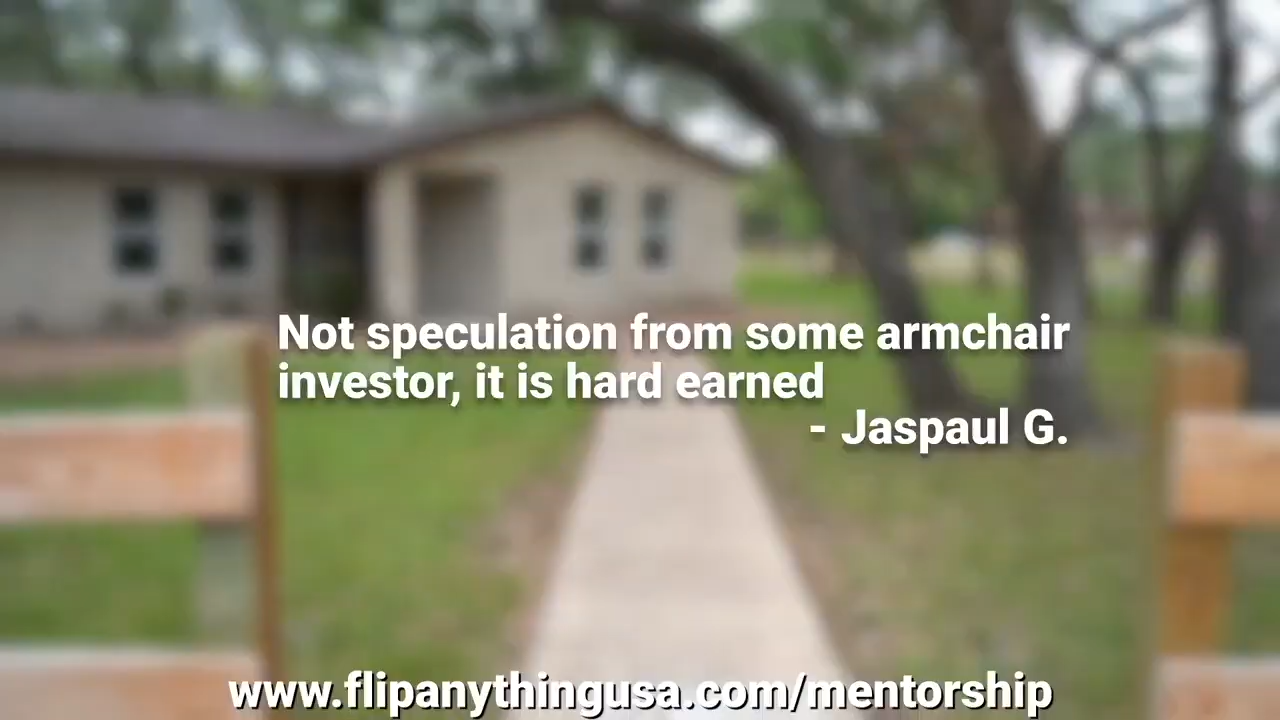 Not speculation from some armchair
investor, it is hard earned
- Jaspaul G.
www.flipanythingusa.com/mentorship